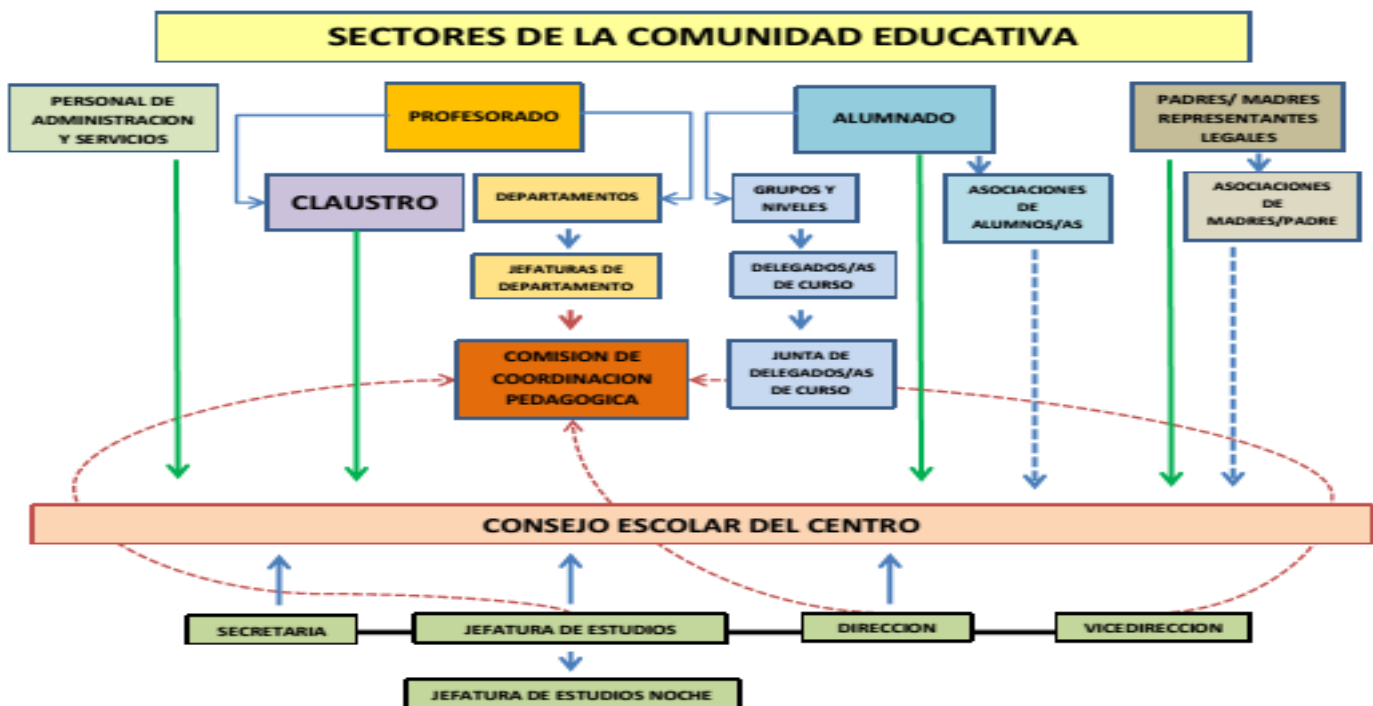 SECTORES DE LA COMUNIDAD EDUCATIVA
PERSONAL DE
ADMINISTRACION
Y SERVICIOS
PROFESORADO
ALUMNADO
PADRES/ MADRES
REPRESENTANTES
LEGALES
CLAUSTRO
DEPARTAMENTOS
GRUPOS Y
NIVELES
ASOCIACIONES
DE
ALUMNOS/AS
ASOCIACIONES
DE
MADRES/PADRE
JEFATURAS DE
DEPARTAMENTO
DELEGADOS/AS
DE CURSO
COMISION DE
COORDINACION
PEDAGOGICA
JUNTA DE
DELEGADOS/AS
DE CURSO
CONSEJO ESCOLAR DEL CENTRO
SECRETARIA
JEFATURA DE ESTUDIOS
DIRECCION
VICEDIRECCION
JEFATURA DE ESTUDIOS NOCHE